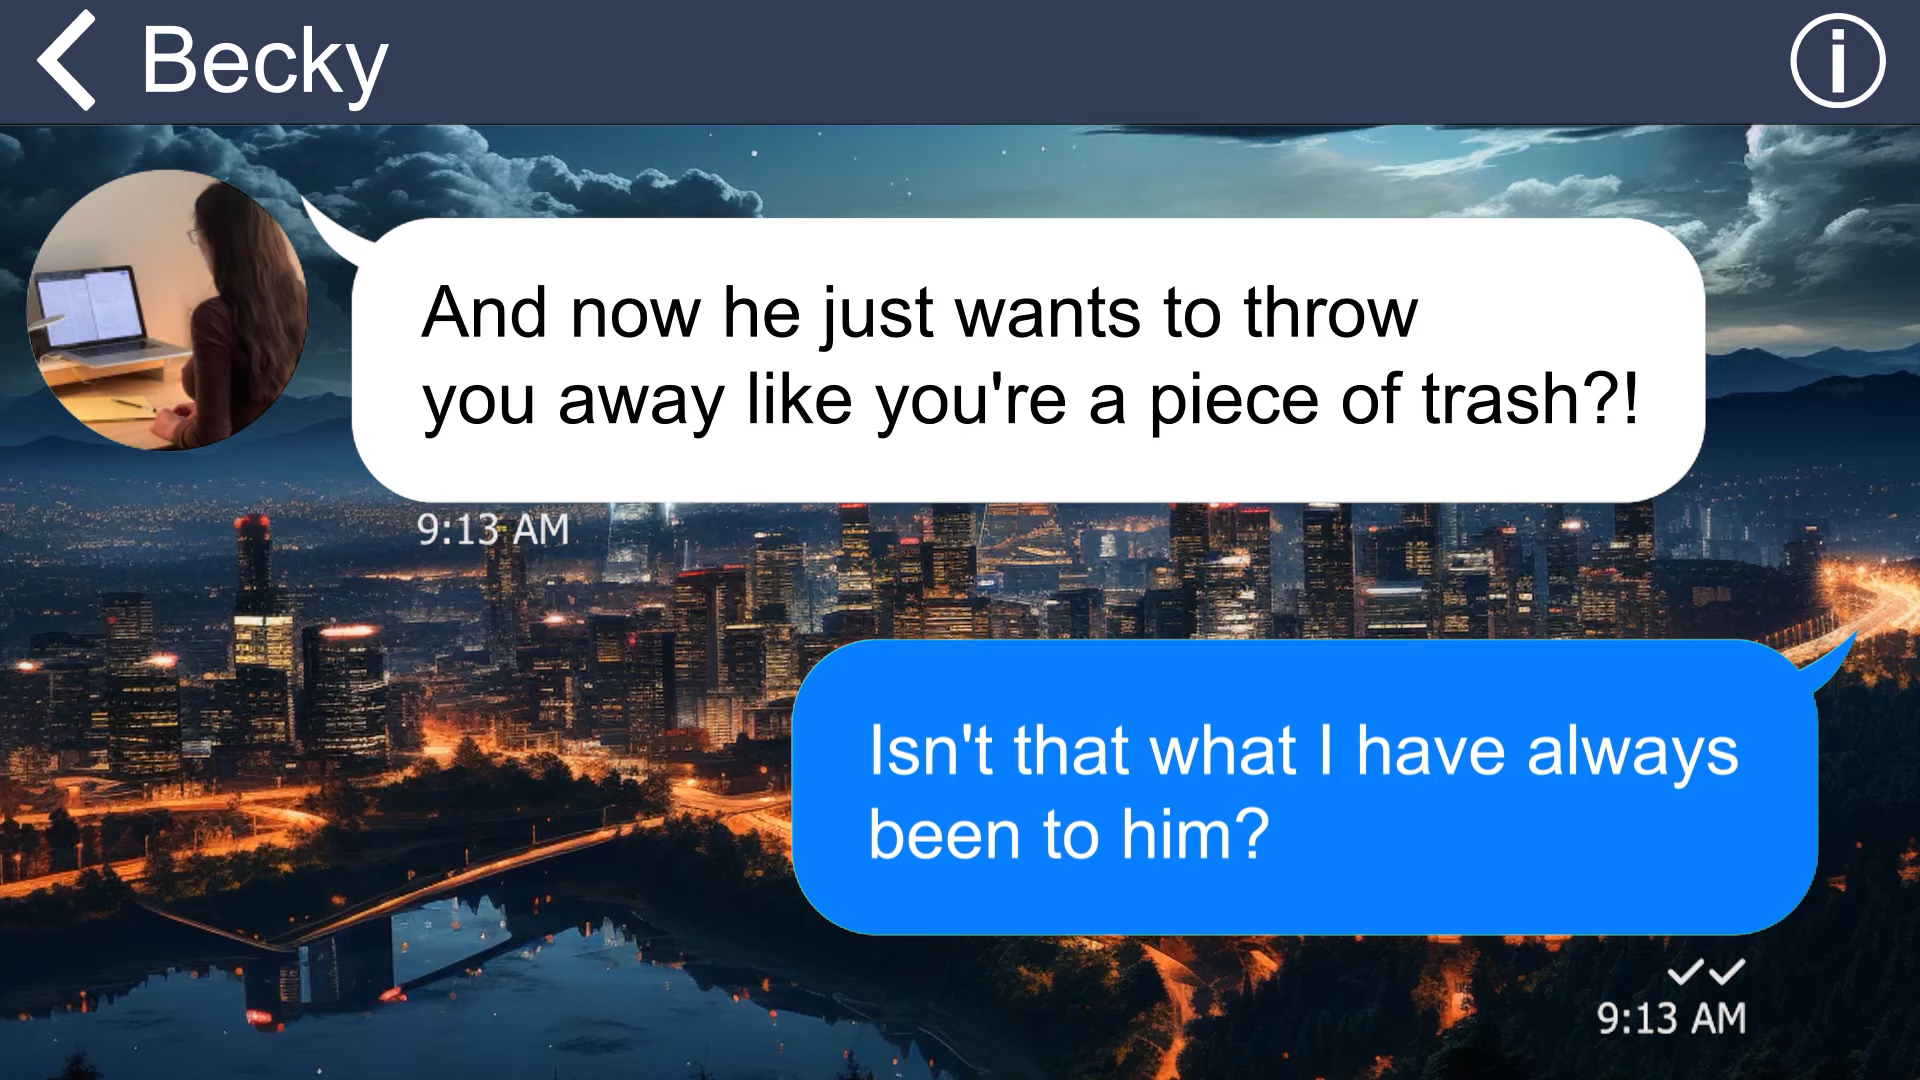 Becky
And now he just wants to throw
you away like you're a piece of trash?!
9:13 AM
Isn't that what I have always
been to him?
9:13 AM